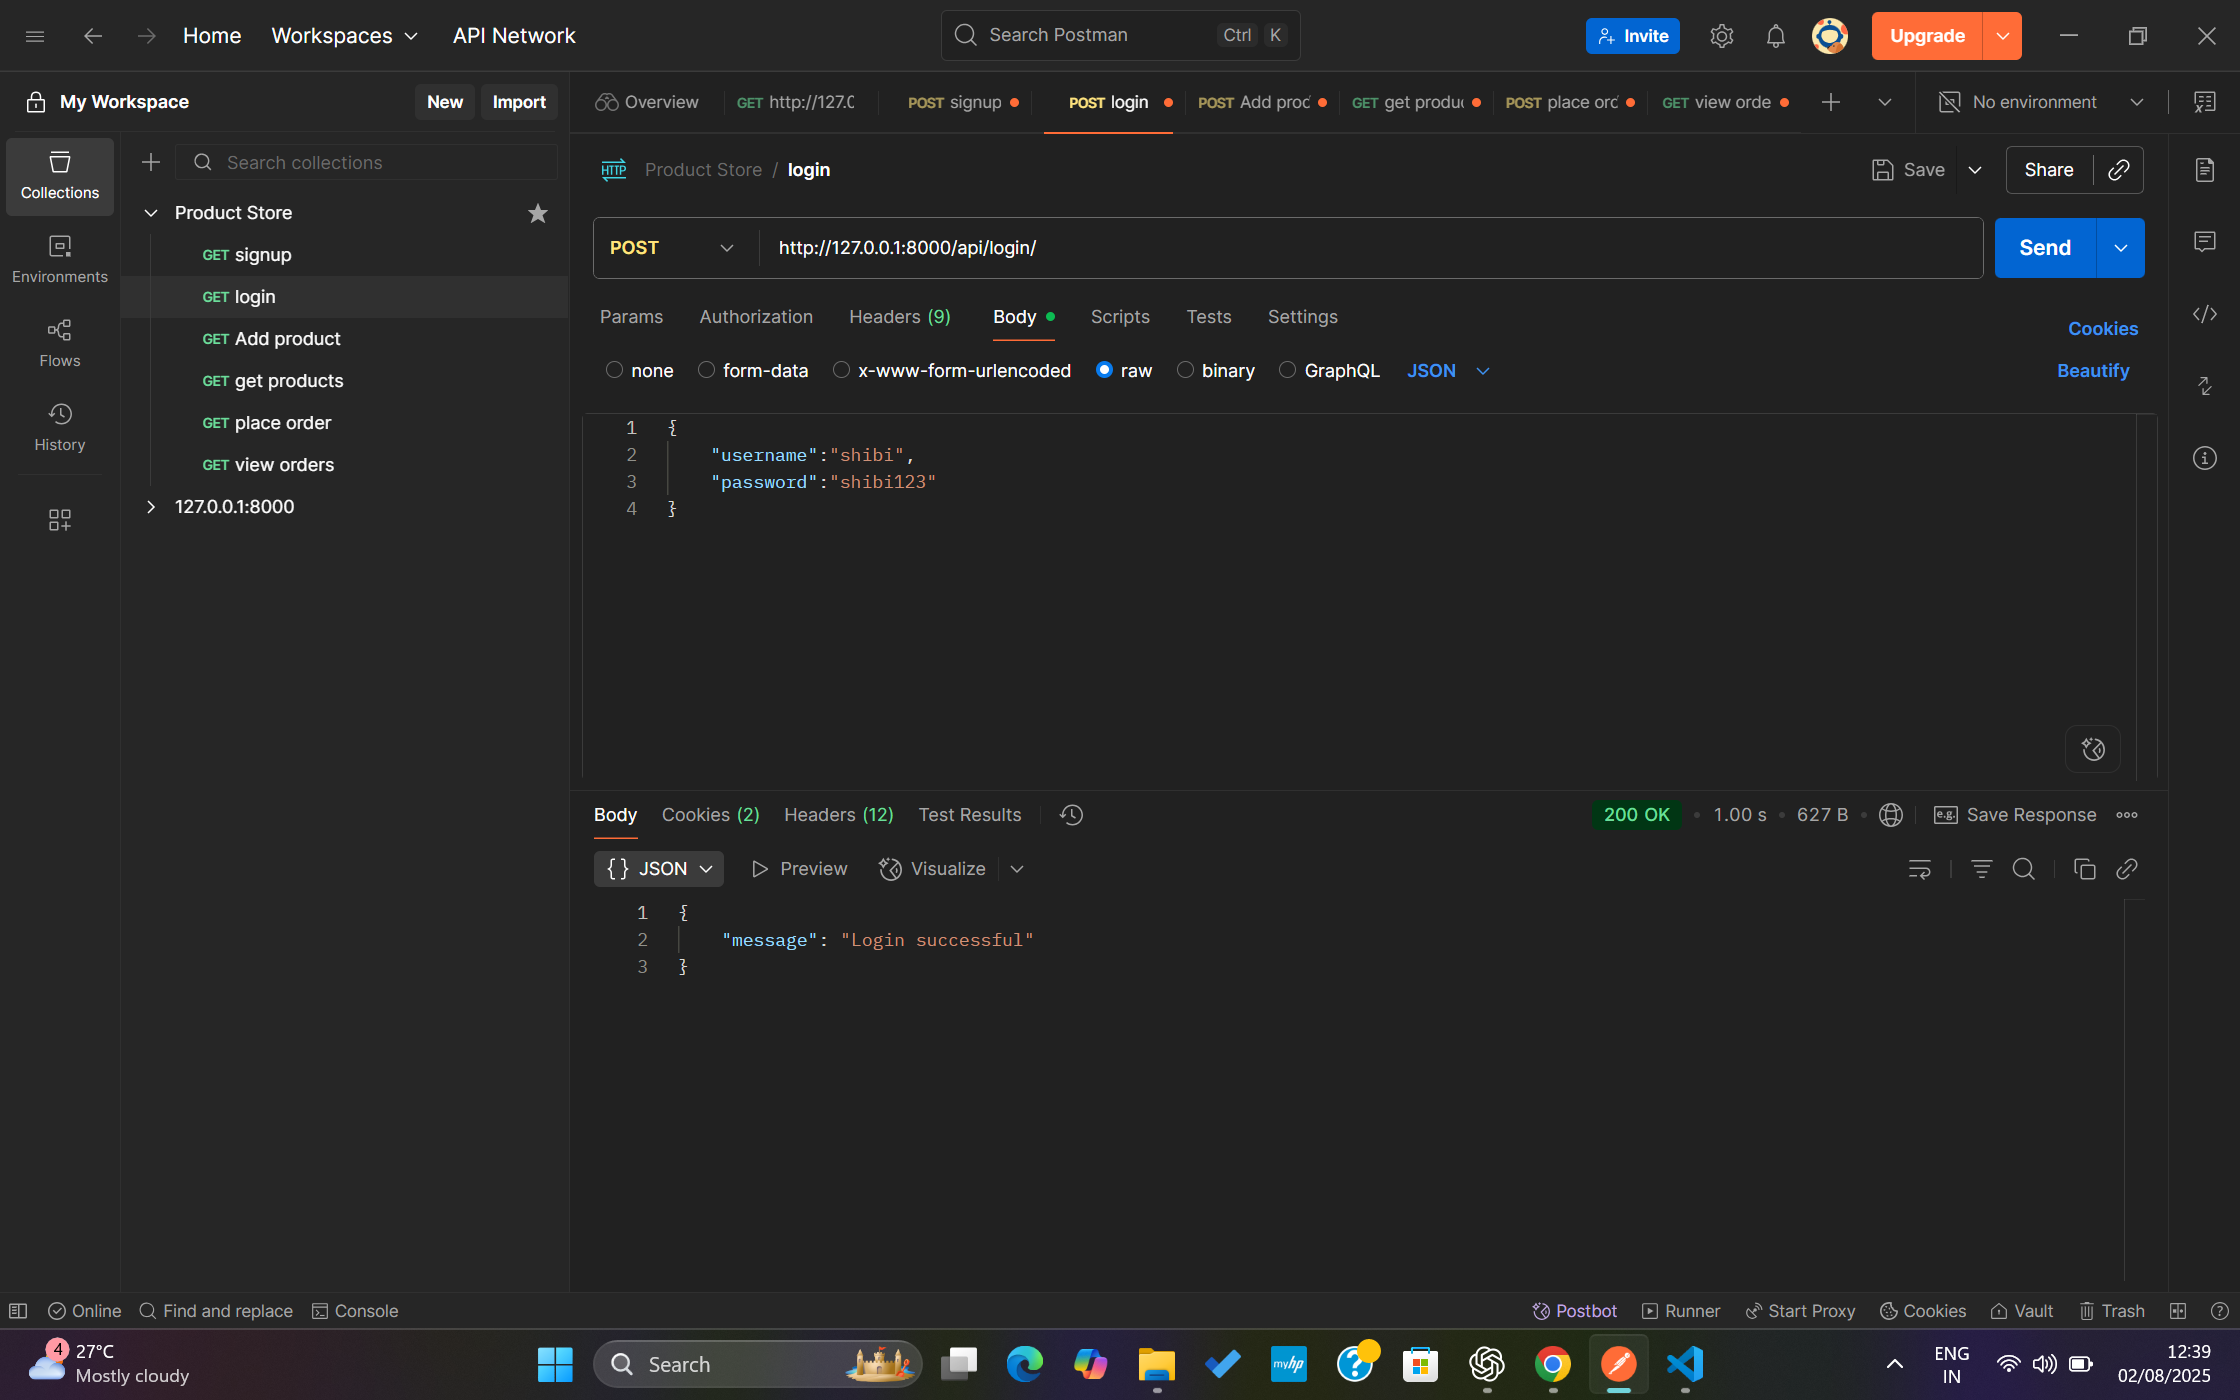 Home Workspaces API Network Search Postman Ctrl K Invite Upgrade
My Workspace New Import
Overview GET http://127.0 POST signup POST login POST Add prod GET get produ POST place ord GET view orde No environment
Collections
Environments
Flows
History
Search collections
Product Store
GET signup
GET login
GET Add product
GET get products
GET place order
GET view orders
127.0.0.1:8000
HTTP Product Store / login Save Share
POST http://127.0.0.1:8000/api/login/ Send
Params Authorization Headers (9) Body Scripts Tests Settings Cookies
none form-data x-www-form-urlencoded raw binary GraphQL JSON Beautify
1 {
2 "username":"shibi",
3 "password":"shibi123"
4 }
Body Cookies (2) Headers (12) Test Results 200 OK • 1.00 s • 627 B • e.g. Save Response
{ } JSON Preview Visualize
1 {
2 "message": "Login successful"
3 }
Online Find and replace Console Postbot Runner Start Proxy Cookies Vault Trash
4 27°C
Mostly cloudy
Search
myhp
ENG
IN
12:39
02/08/2025